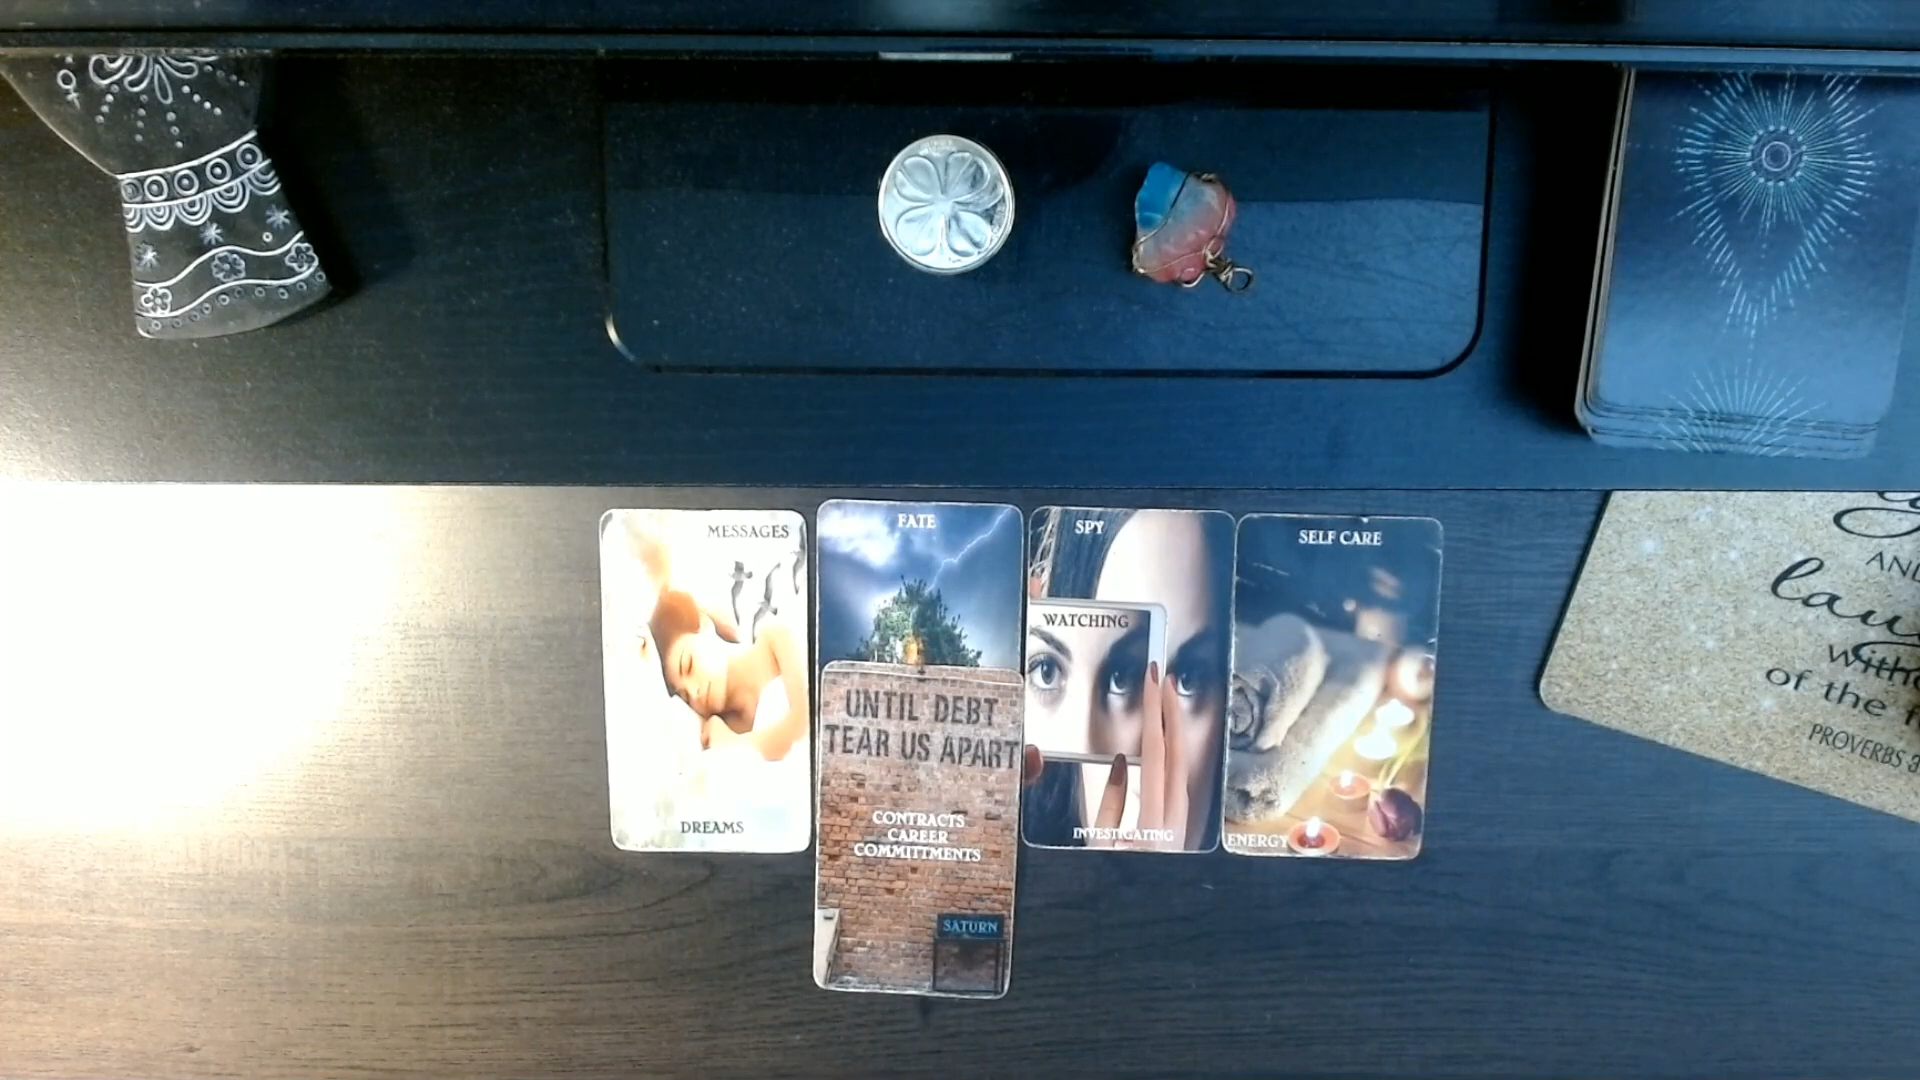 MESSAGES
DREAMS
FATE
UNTIL DEBT
TEAR US APART
CONTRACTS
CAREER
COMMITTMENTS
SATURN
SPY
WATCHING
INVESTIGATING
SELF CARE
ENERGY
of the
PROVERBS